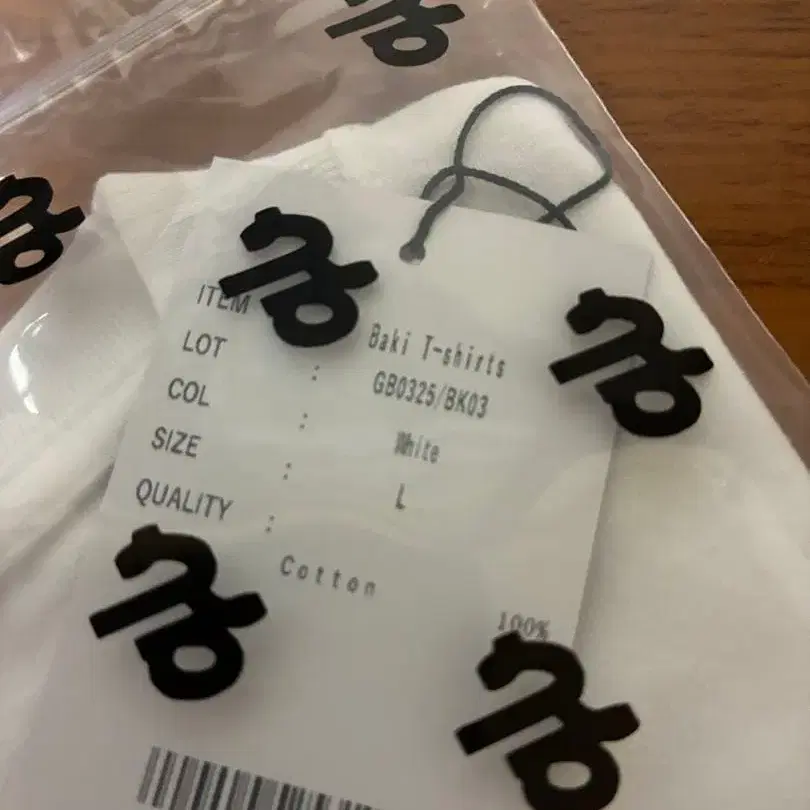 ITEM : Baki T-shirts
LOT : GB0325/BK03
COL : White
SIZE : L
QUALITY :
Cotton 100%